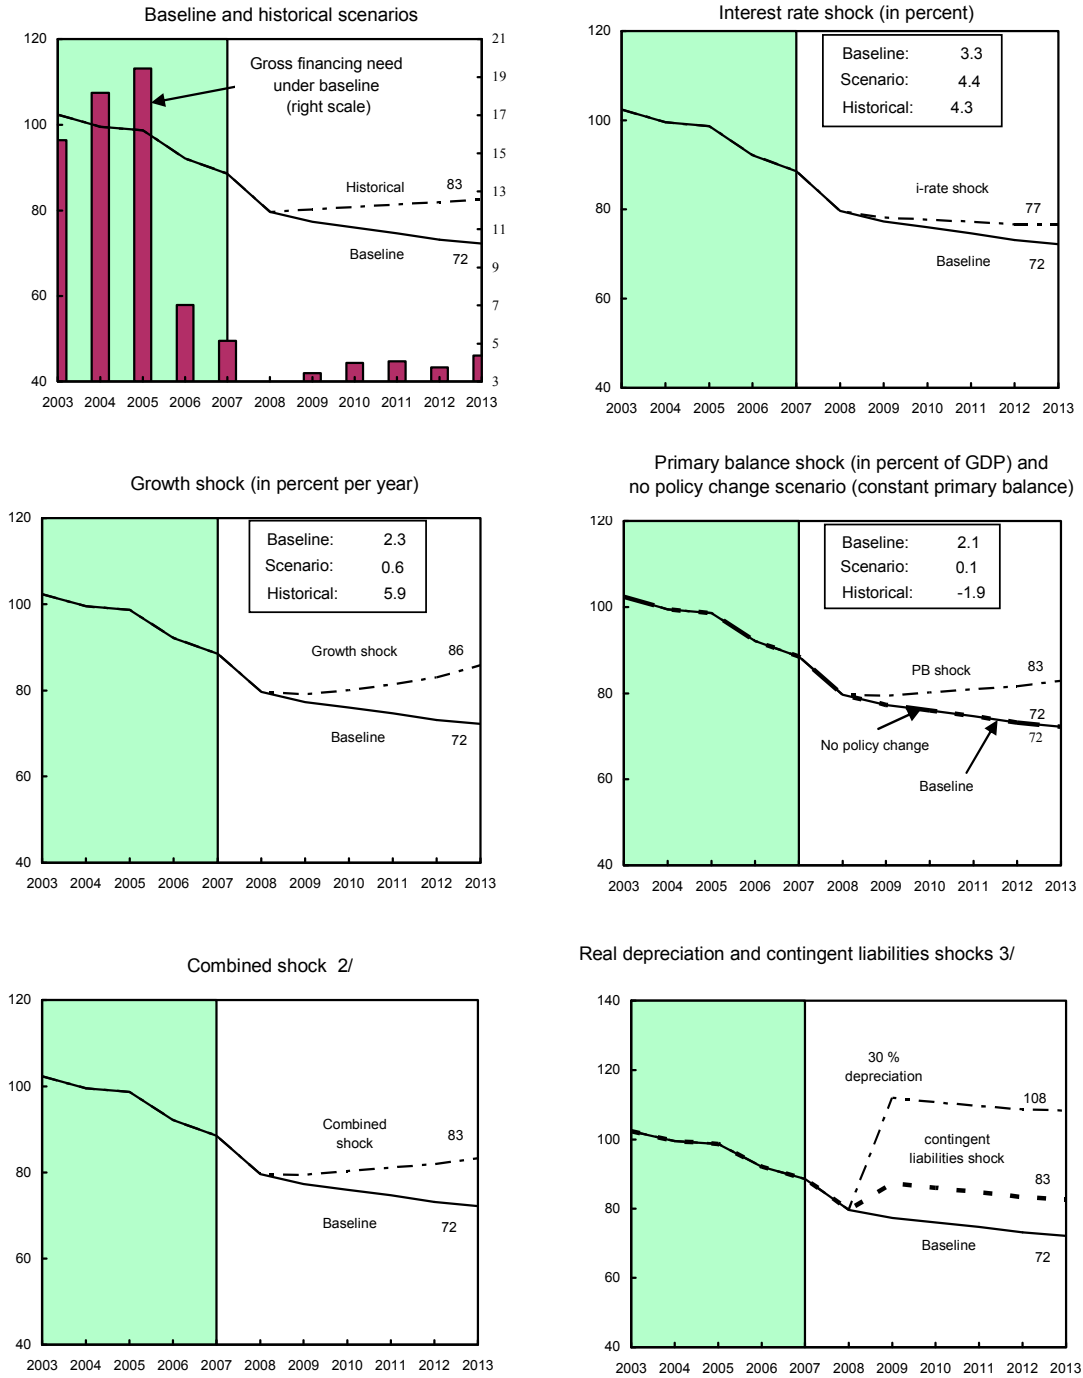 Baseline and historical scenarios
120
100
80
60
40
21
19
17
15
13
11
9
7
5
3
Gross financing need
under baseline
(right scale)
Historical
83
Baseline
72
2003 2004 2005 2006 2007 2008 2009 2010 2011 2012 2013
Interest rate shock (in percent)
120
100
80
60
40
Baseline: 3.3
Scenario: 4.4
Historical: 4.3
i-rate shock
77
Baseline
72
2003 2004 2005 2006 2007 2008 2009 2010 2011 2012 2013
Growth shock (in percent per year)
120
100
80
60
40
Baseline: 2.3
Scenario: 0.6
Historical: 5.9
Growth shock
86
Baseline
72
2003 2004 2005 2006 2007 2008 2009 2010 2011 2012 2013
Primary balance shock (in percent of GDP) and
no policy change scenario (constant primary balance)
120
100
80
60
40
Baseline: 2.1
Scenario: 0.1
Historical: -1.9
PB shock
83
72
72
No policy change
Baseline
2003 2004 2005 2006 2007 2008 2009 2010 2011 2012 2013
Combined shock 2/
120
100
80
60
40
Combined
shock
83
Baseline
72
2003 2004 2005 2006 2007 2008 2009 2010 2011 2012 2013
Real depreciation and contingent liabilities shocks 3/
140
120
100
80
60
40
30 %
depreciation
108
contingent
liabilities shock
83
Baseline
72
2003 2004 2005 2006 2007 2008 2009 2010 2011 2012 2013